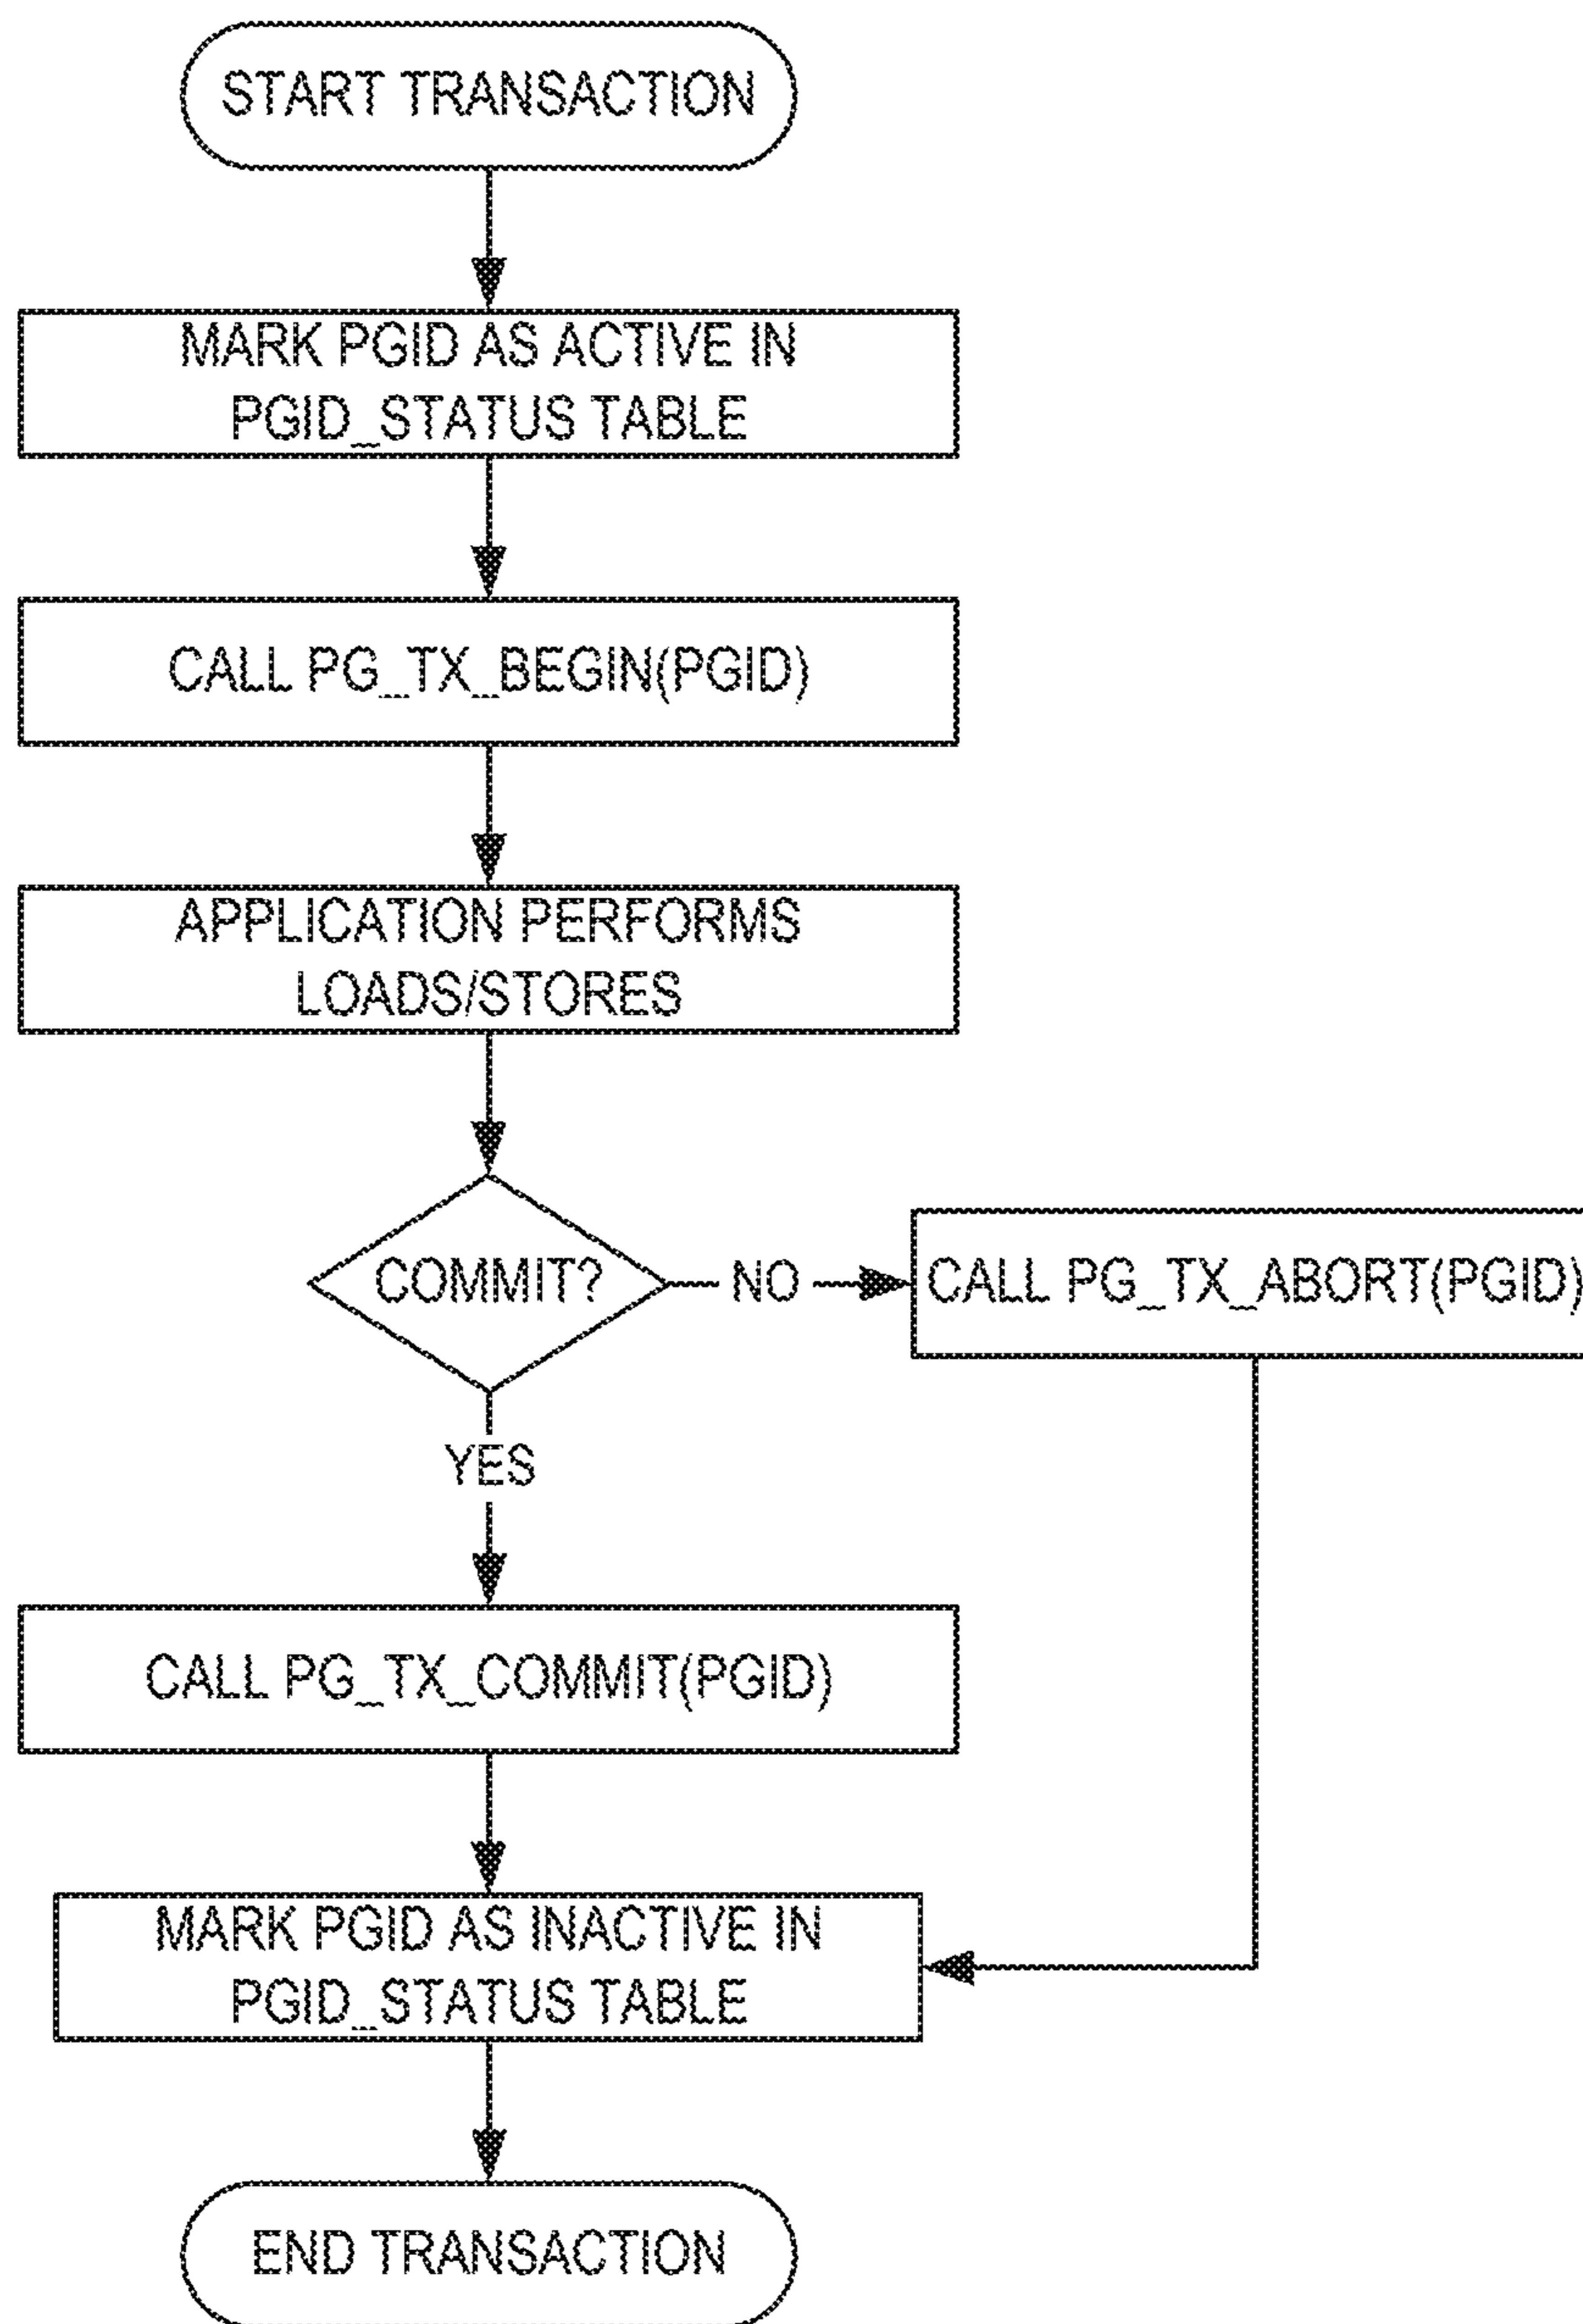 START TRANSACTION
MARK PGID AS ACTIVE IN
PGID_STATUS TABLE
CALL PG_TX_BEGIN(PGID)
APPLICATION PERFORMS
LOADS/STORES
COMMIT?
NO
CALL PG_TX_ABORT(PGID)
YES
CALL PG_TX_COMMIT(PGID)
MARK PGID AS INACTIVE IN
PGID_STATUS TABLE
END TRANSACTION